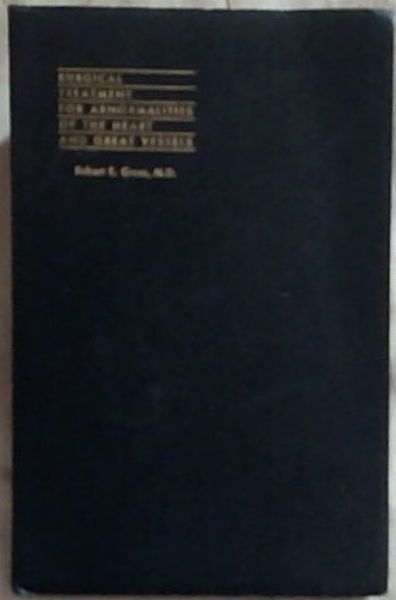 SURGICAL
TREATMENT
FOR ABNORMALITIES
OF THE HEART
AND GREAT VESSELS
Robert E. Gross, M.D.